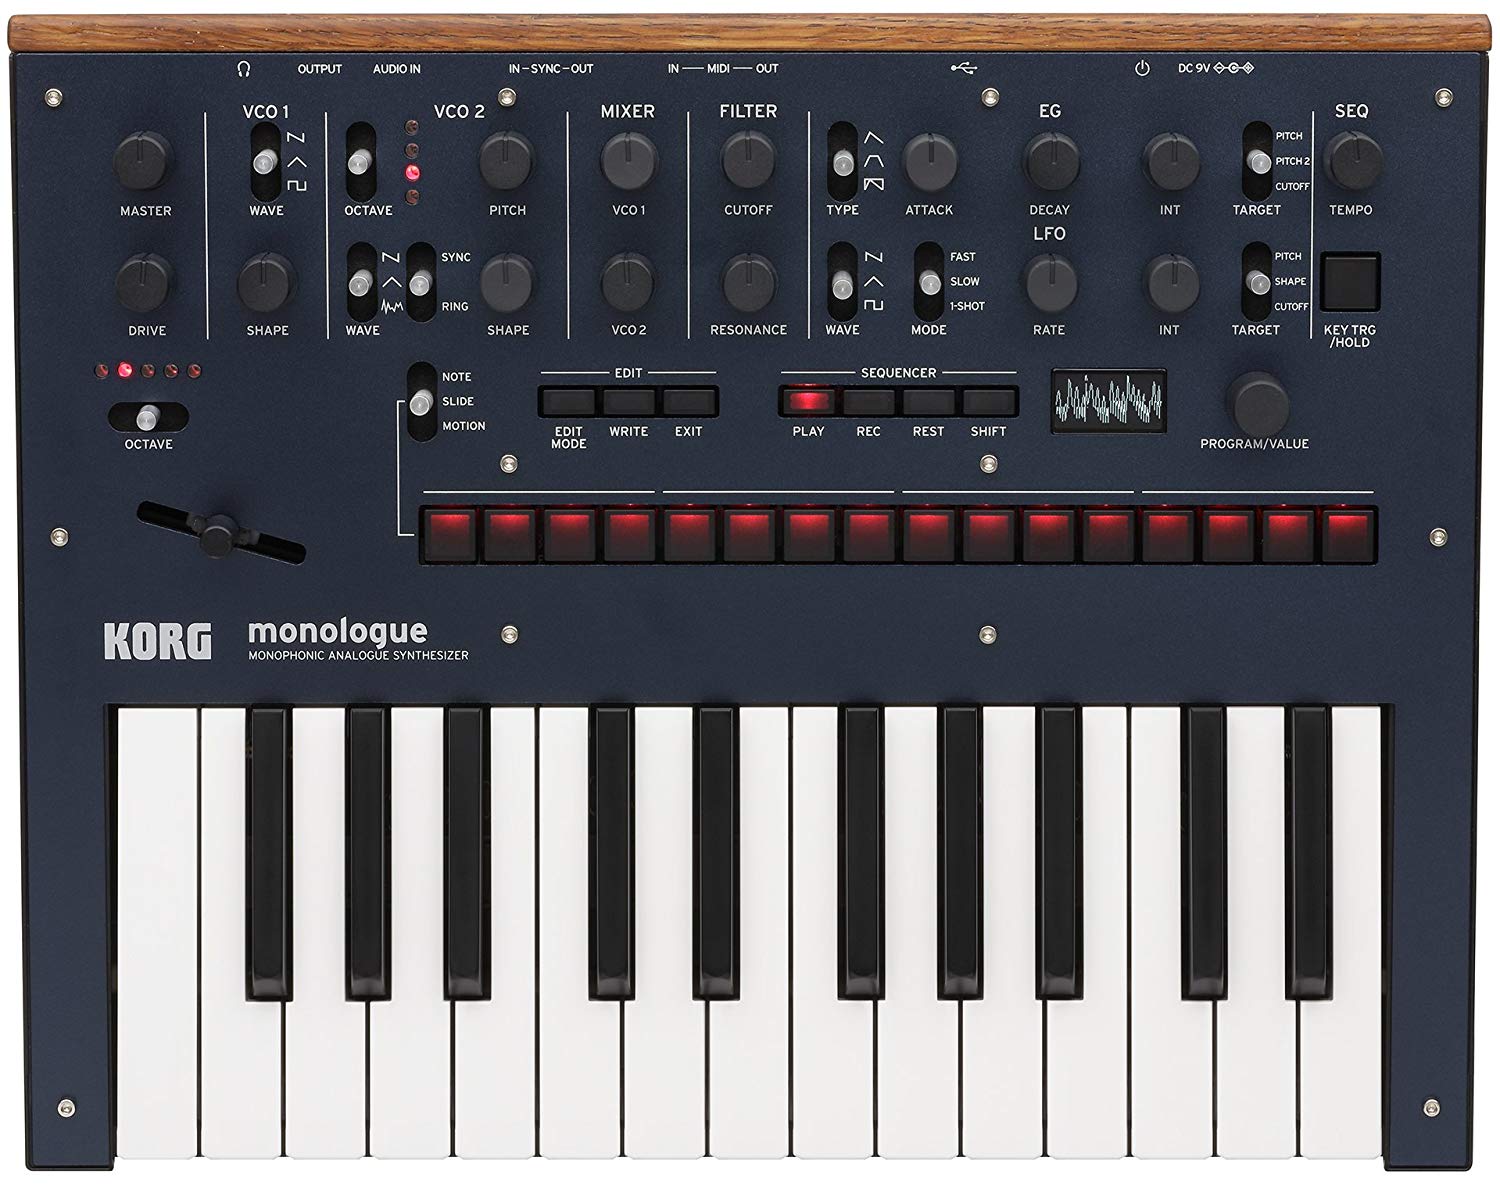 OUTPUT AUDIO IN IN SYNC OUT IN MIDI OUT DC 9V
VCO 1 VCO 2 MIXER FILTER EG SEQ
PITCH
PITCH 2
CUTOFF
MASTER WAVE OCTAVE PITCH VCO 1 CUTOFF TYPE ATTACK DECAY INT TARGET TEMPO
LFO
SYNC FAST PITCH
SLOW SHAPE
RING 1-SHOT CUTOFF
DRIVE SHAPE WAVE SHAPE VCO 2 RESONANCE WAVE MODE RATE INT TARGET KEY TRG
/HOLD
NOTE EDIT SEQUENCER
SLIDE
MOTION
OCTAVE EDIT
MODE WRITE EXIT PLAY REC REST SHIFT PROGRAM/VALUE
KORG monologue
MONOPHONIC ANALOGUE SYNTHESIZER